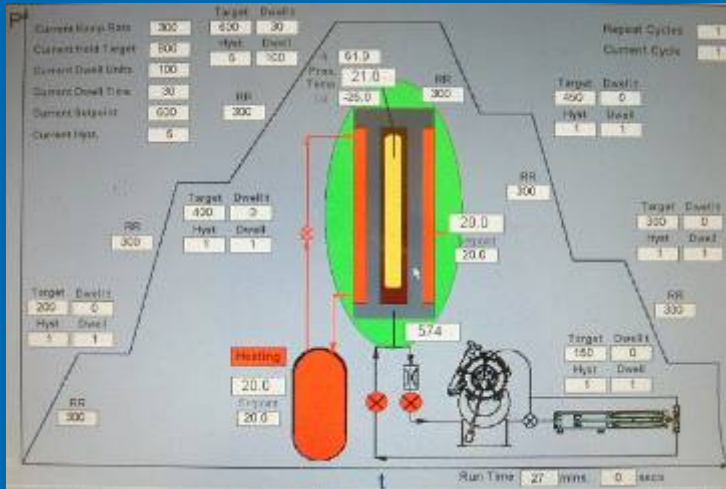 P
Current Ramp Rate 300
Current Hold Target 600
Current Dwell Units 100
Current Dwell Time 30
Current Setpoint 600
Current Hyst. 5
Target Dwell t
600 30
Hyst Dwell
5 100
RR
300
61.9
Pres.
21.0
Temp
-25.0
RR
300
Repeat Cycles 1
Current Cycle 1
Target Dwell t
450 0
Hyst Dwell
1 1
RR
300
Target Dwell t
400 0
Hyst Dwell
1 1
RR
300
20.0
Setpoint
20.0
Target Dwell t
300 0
Hyst Dwell
1 1
RR
300
Target Dwell t
200 0
Hyst Dwell
1 1
RR
300
574
Heating
20.0
Setpoint
20.0
Target Dwell t
150 0
Hyst Dwell
1 1
t
Run Time 27 mins. 0 secs